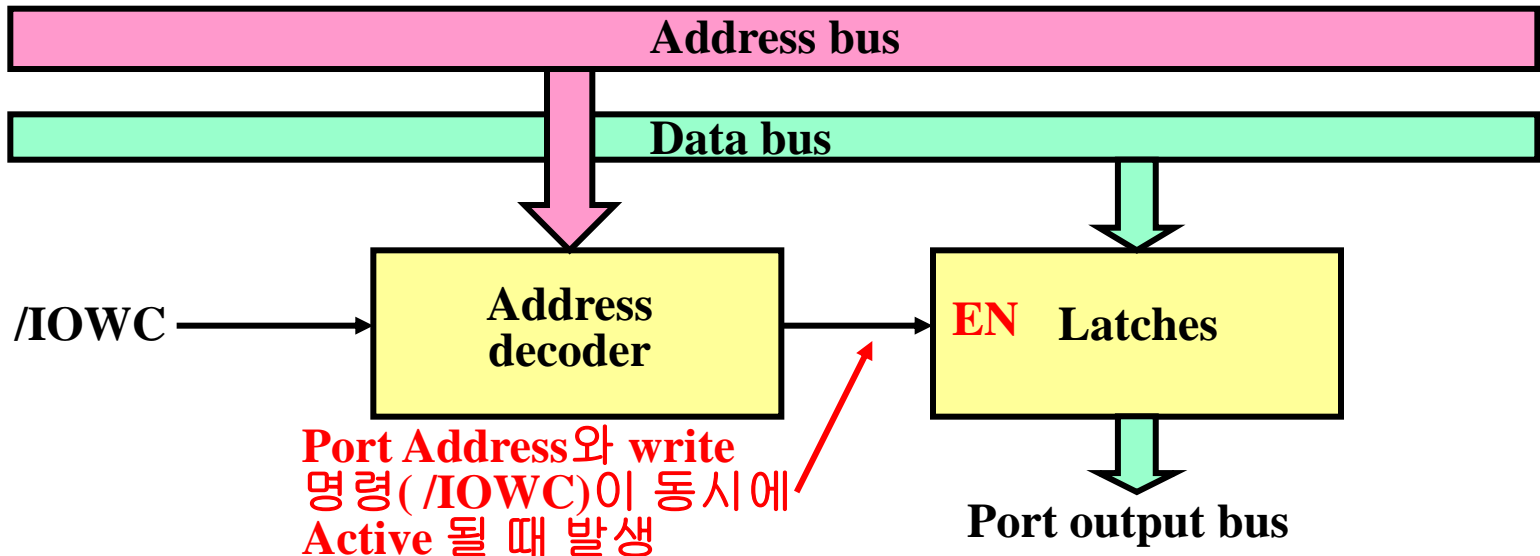 Address bus
Data bus
/IOWC
Address
decoder
EN
Latches
Port Address와 write
명령( /IOWC)이 동시에
Active 될 때 발생
Port output bus